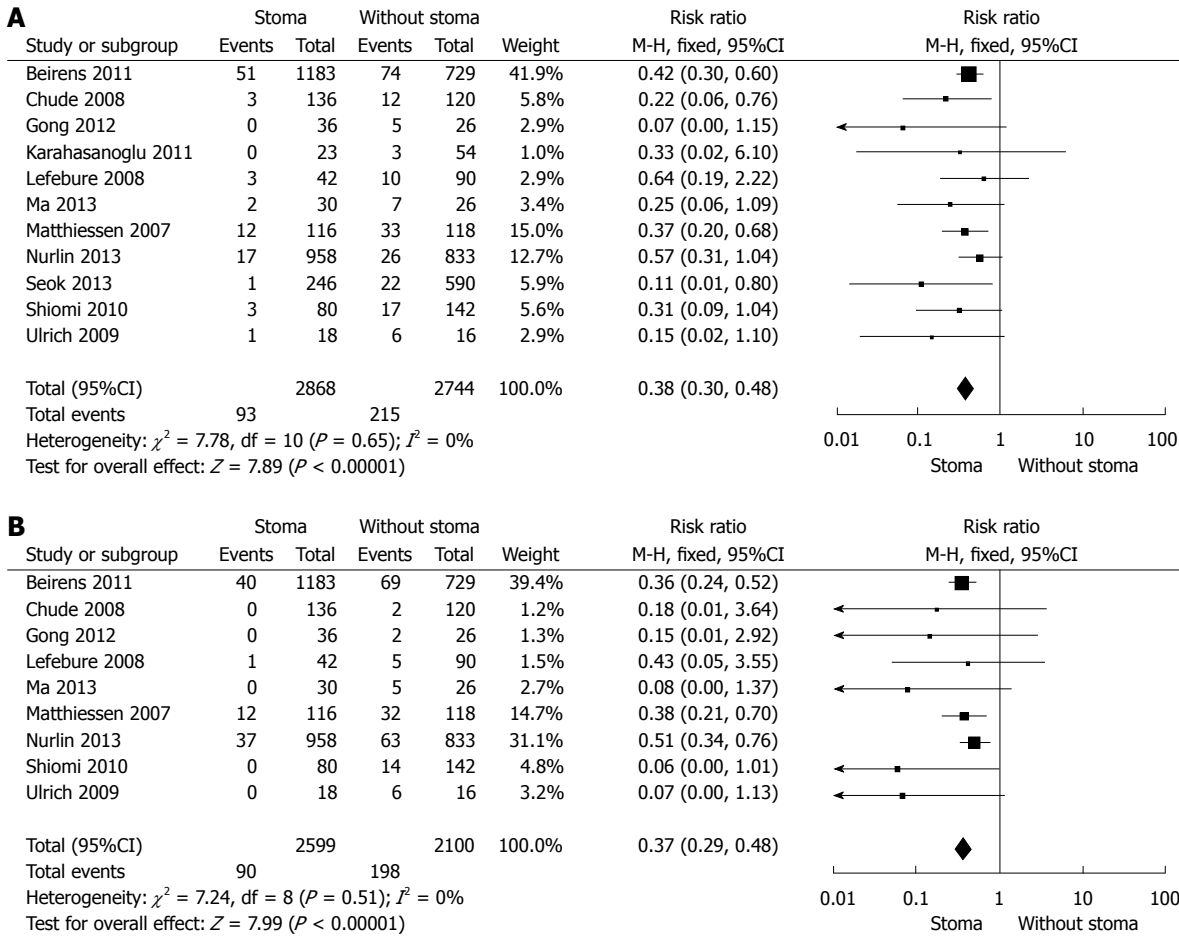 A
Stoma Without stoma Risk ratio Risk ratio
Study or subgroup Events Total Events Total Weight M-H, fixed, 95%CI M-H, fixed, 95%CI
Beirens 2011 51 1183 74 729 41.9% 0.42 (0.30, 0.60)
Chude 2008 3 136 12 120 5.8% 0.22 (0.06, 0.76)
Gong 2012 0 36 5 26 2.9% 0.07 (0.00, 1.15)
Karahasanoglu 2011 0 23 3 54 1.0% 0.33 (0.02, 6.10)
Lefebure 2008 3 42 10 90 2.9% 0.64 (0.19, 2.22)
Ma 2013 2 30 7 26 3.4% 0.25 (0.06, 1.09)
Matthiessen 2007 12 116 33 118 15.0% 0.37 (0.20, 0.68)
Nurlin 2013 17 958 26 833 12.7% 0.57 (0.31, 1.04)
Seok 2013 1 246 22 590 5.9% 0.11 (0.01, 0.80)
Shiomi 2010 3 80 17 142 5.6% 0.31 (0.09, 1.04)
Ulrich 2009 1 18 6 16 2.9% 0.15 (0.02, 1.10)
Total (95%CI) 2868 2744 100.0% 0.38 (0.30, 0.48)
Total events 93 215
Heterogeneity: χ² = 7.78, df = 10 (P = 0.65); I² = 0%
Test for overall effect: Z = 7.89 (P < 0.00001)
0.01 0.1 1 10 100
Stoma Without stoma
B
Stoma Without stoma Risk ratio Risk ratio
Study or subgroup Events Total Events Total Weight M-H, fixed, 95%CI M-H, fixed, 95%CI
Beirens 2011 40 1183 69 729 39.4% 0.36 (0.24, 0.52)
Chude 2008 0 136 2 120 1.2% 0.18 (0.01, 3.64)
Gong 2012 0 36 2 26 1.3% 0.15 (0.01, 2.92)
Lefebure 2008 1 42 5 90 1.5% 0.43 (0.05, 3.55)
Ma 2013 0 30 5 26 2.7% 0.08 (0.00, 1.37)
Matthiessen 2007 12 116 32 118 14.7% 0.38 (0.21, 0.70)
Nurlin 2013 37 958 63 833 31.1% 0.51 (0.34, 0.76)
Shiomi 2010 0 80 14 142 4.8% 0.06 (0.00, 1.01)
Ulrich 2009 0 18 6 16 3.2% 0.07 (0.00, 1.13)
Total (95%CI) 2599 2100 100.0% 0.37 (0.29, 0.48)
Total events 90 198
Heterogeneity: χ² = 7.24, df = 8 (P = 0.51); I² = 0%
Test for overall effect: Z = 7.99 (P < 0.00001)
0.01 0.1 1 10 100
Stoma Without stoma